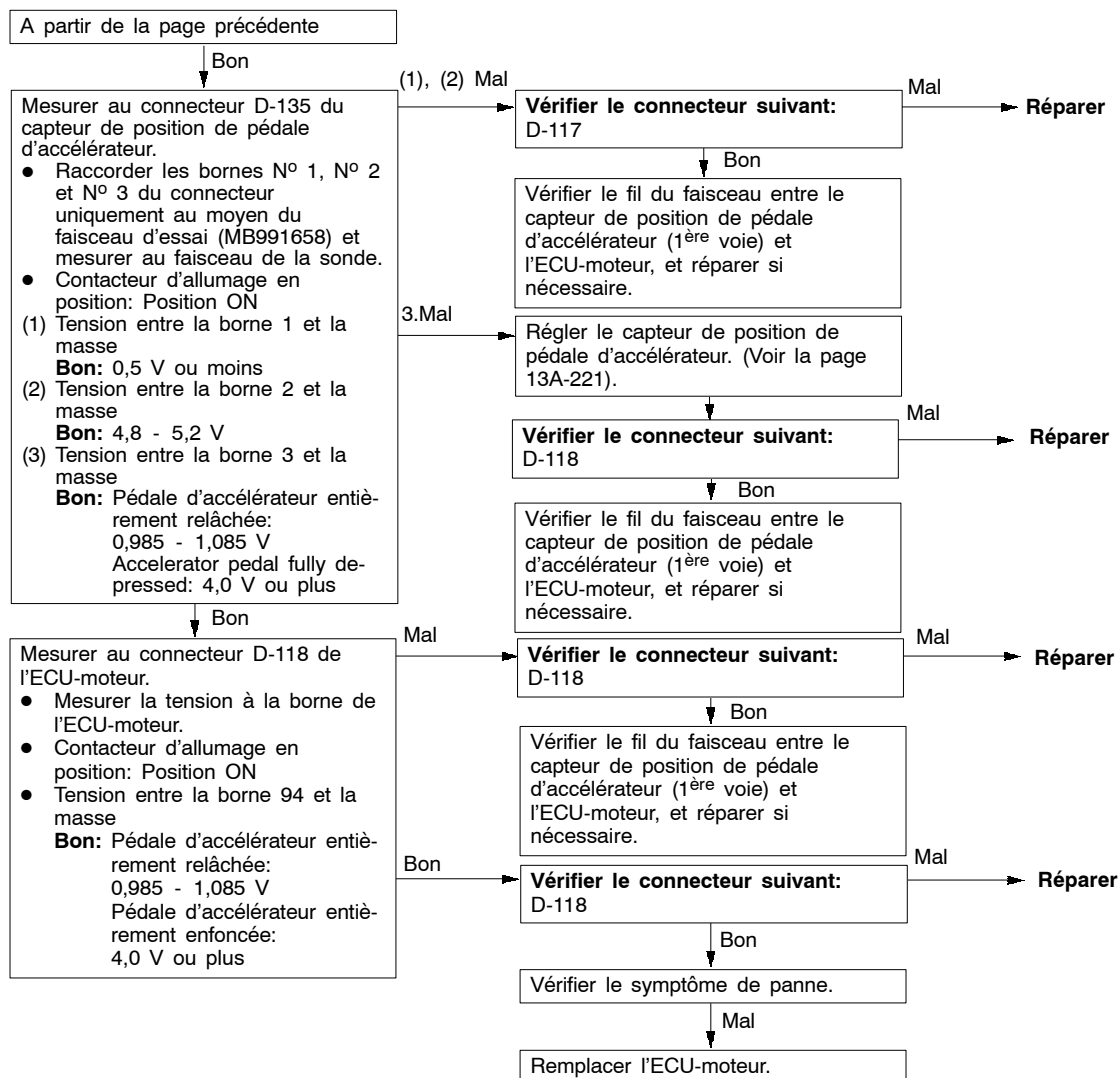 A partir de la page précédente
Bon
Mesurer au connecteur D-135 du
capteur de position de pédale
d'accélérateur.
● Raccorder les bornes Nº 1, Nº 2
et Nº 3 du connecteur
uniquement au moyen du
faisceau d'essai (MB991658) et
mesurer au faisceau de la sonde.
● Contacteur d'allumage en
position: Position ON
(1) Tension entre la borne 1 et la
masse
Bon: 0,5 V ou moins
(2) Tension entre la borne 2 et la
masse
Bon: 4,8 - 5,2 V
(3) Tension entre la borne 3 et la
masse
Bon: Pédale d'accélérateur entiè-
rement relâchée:
0,985 - 1,085 V
Accelerator pedal fully de-
pressed: 4,0 V ou plus
(1), (2) Mal
Vérifier le connecteur suivant:
D-117
Mal
Réparer
Bon
Vérifier le fil du faisceau entre le
capteur de position de pédale
d'accélérateur (1ère voie) et
l'ECU-moteur, et réparer si
nécessaire.
3.Mal
Régler le capteur de position de
pédale d'accélérateur. (Voir la page
13A-221).
Vérifier le connecteur suivant:
D-118
Mal
Réparer
Bon
Vérifier le fil du faisceau entre le
capteur de position de pédale
d'accélérateur (1ère voie) et
l'ECU-moteur, et réparer si
nécessaire.
Bon
Mesurer au connecteur D-118 de
l'ECU-moteur.
● Mesurer la tension à la borne de
l'ECU-moteur.
● Contacteur d'allumage en
position: Position ON
● Tension entre la borne 94 et la
masse
Bon: Pédale d'accélérateur entiè-
rement relâchée:
0,985 - 1,085 V
Pédale d'accélérateur entiè-
rement enfoncée:
4,0 V ou plus
Mal
Vérifier le connecteur suivant:
D-118
Mal
Réparer
Bon
Vérifier le fil du faisceau entre le
capteur de position de pédale
d'accélérateur (1ère voie) et
l'ECU-moteur, et réparer si
nécessaire.
Bon
Vérifier le connecteur suivant:
D-118
Mal
Réparer
Bon
Vérifier le symptôme de panne.
Mal
Remplacer l'ECU-moteur.